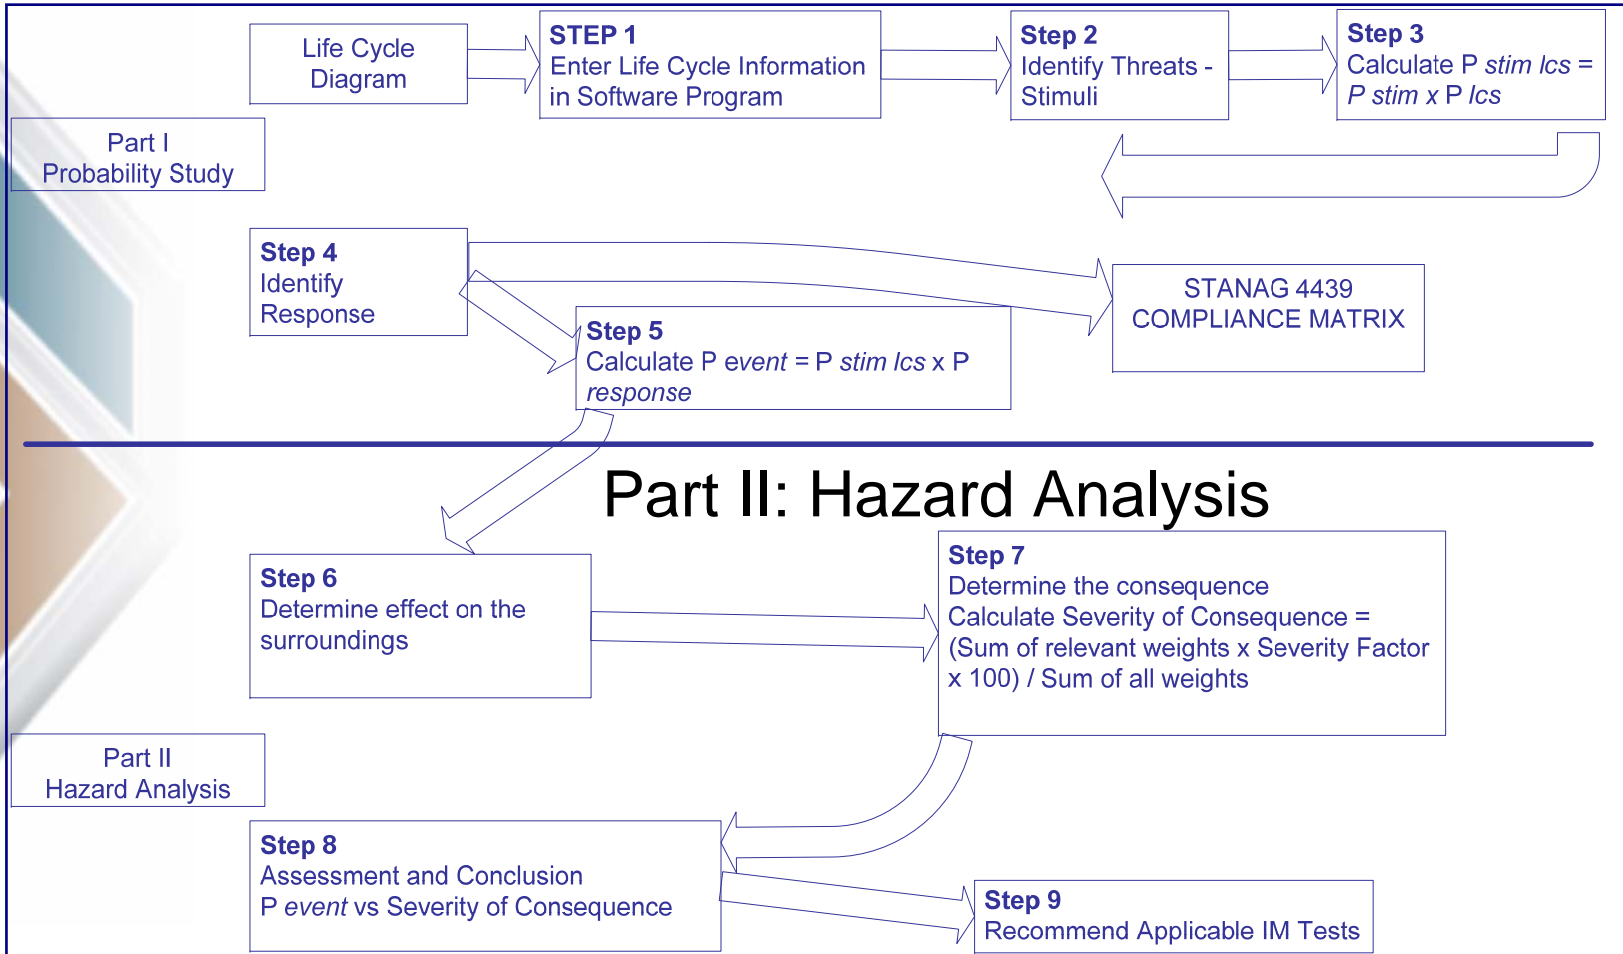 Life Cycle
Diagram
STEP 1
Enter Life Cycle Information
in Software Program
Step 2
Identify Threats -
Stimuli
Step 3
Calculate P stim lcs =
P stim x P lcs
Part I
Probability Study
Step 4
Identify
Response
STANAG 4439
COMPLIANCE MATRIX
Step 5
Calculate P event = P stim lcs x P
response
Part II: Hazard Analysis
Step 6
Determine effect on the
surroundings
Step 7
Determine the consequence
Calculate Severity of Consequence =
(Sum of relevant weights x Severity Factor
x 100) / Sum of all weights
Part II
Hazard Analysis
Step 8
Assessment and Conclusion
P event vs Severity of Consequence
Step 9
Recommend Applicable IM Tests